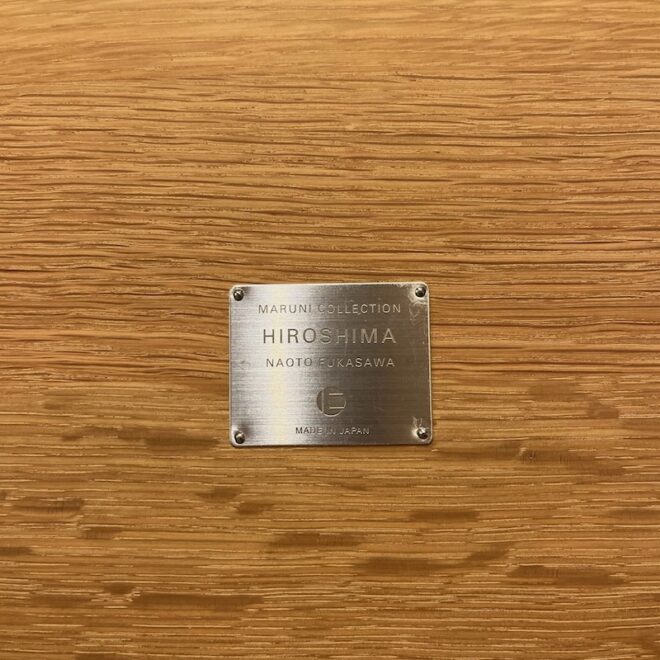 MARUNI COLLECTION
HIROSHIMA
NAOTO FUKASAWA
MADE IN JAPAN